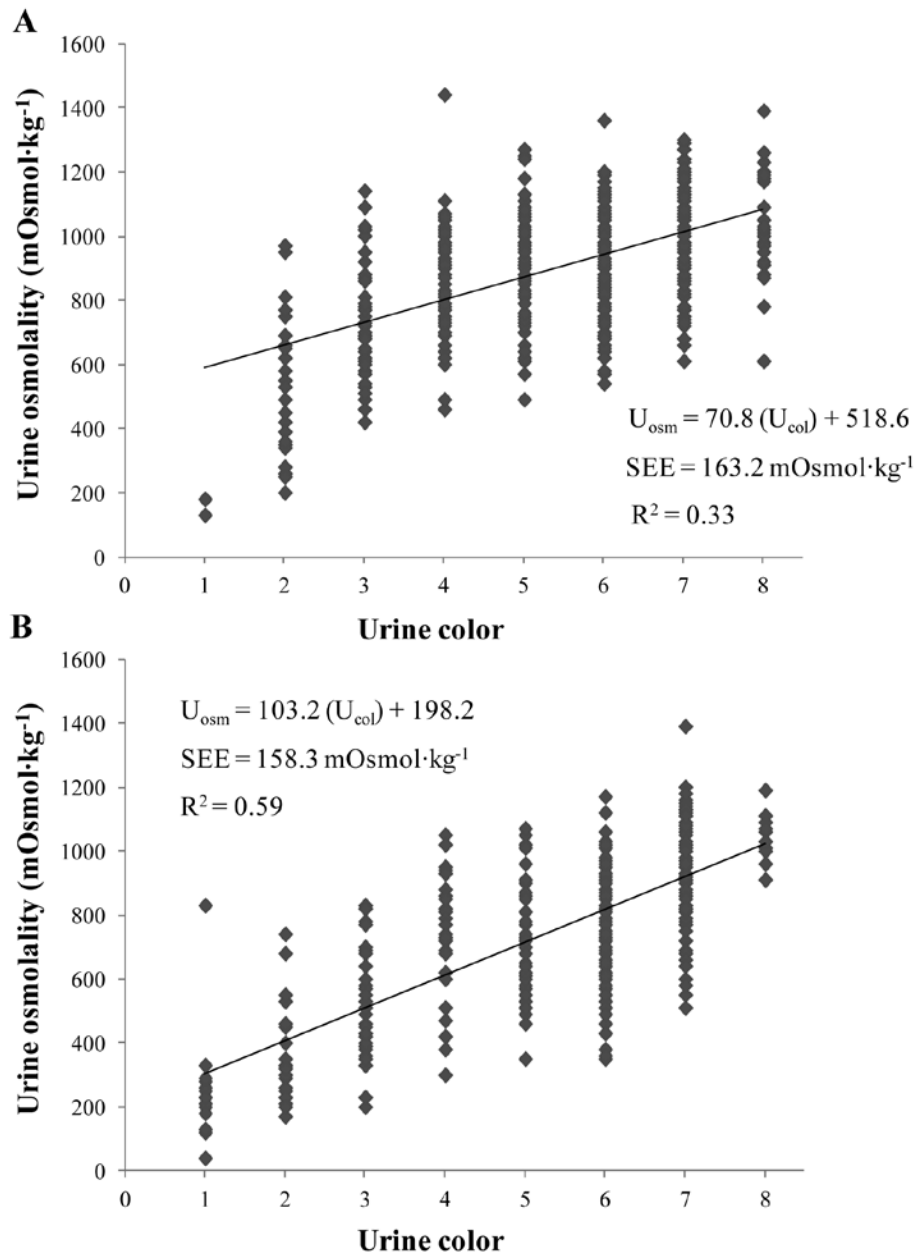 A
1600
1400
1200
1000
800
600
400
200
0
Urine osmolality (mOsmol·kg⁻¹)
U_osm = 70.8 (U_col) + 518.6
SEE = 163.2 mOsmol·kg⁻¹
R² = 0.33
0 1 2 3 4 5 6 7 8
Urine color
B
1600
1400
1200
1000
800
600
400
200
0
Urine osmolality (mOsmol·kg⁻¹)
U_osm = 103.2 (U_col) + 198.2
SEE = 158.3 mOsmol·kg⁻¹
R² = 0.59
0 1 2 3 4 5 6 7 8
Urine color